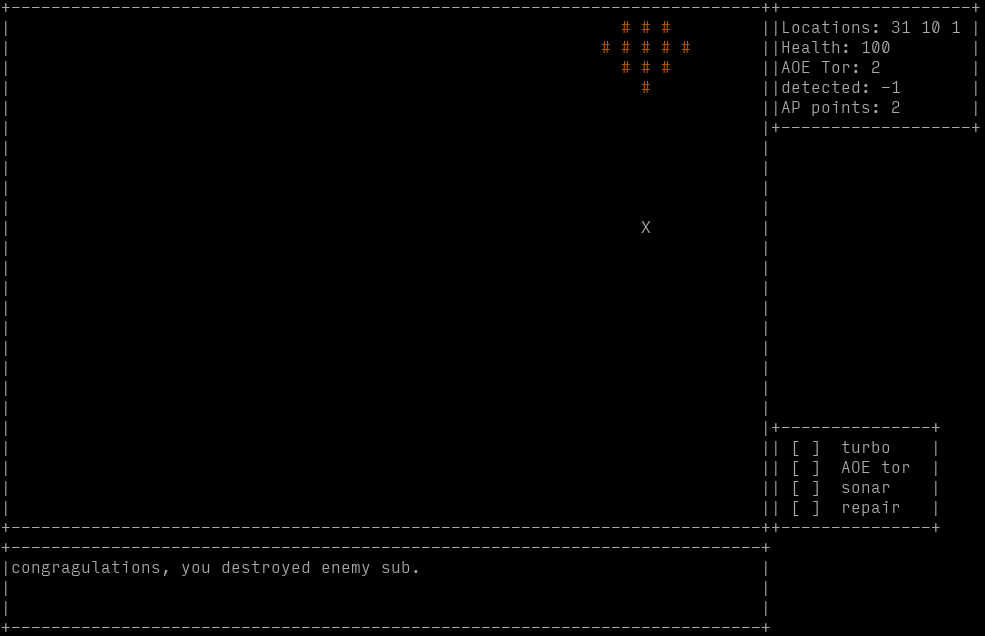 # # #
# # # # #
# # #
#
X
Locations: 31 10 1
Health: 100
AOE Tor: 2
detected: -1
AP points: 2
[ ] turbo
[ ] AOE tor
[ ] sonar
[ ] repair
congragulations, you destroyed enemy sub.